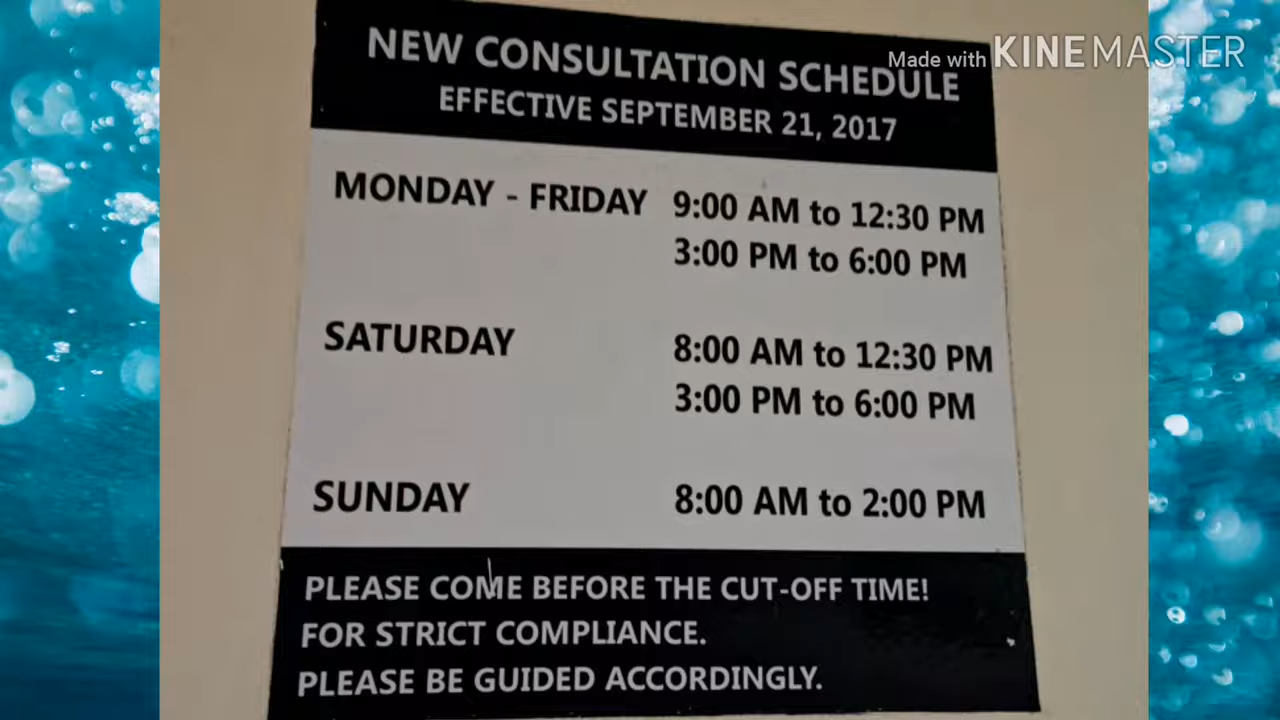 Made with KINEMASTER
NEW CONSULTATION SCHEDULE
EFFECTIVE SEPTEMBER 21, 2017
MONDAY - FRIDAY 9:00 AM to 12:30 PM
3:00 PM to 6:00 PM
SATURDAY 8:00 AM to 12:30 PM
3:00 PM to 6:00 PM
SUNDAY 8:00 AM to 2:00 PM
PLEASE COME BEFORE THE CUT-OFF TIME!
FOR STRICT COMPLIANCE.
PLEASE BE GUIDED ACCORDINGLY.